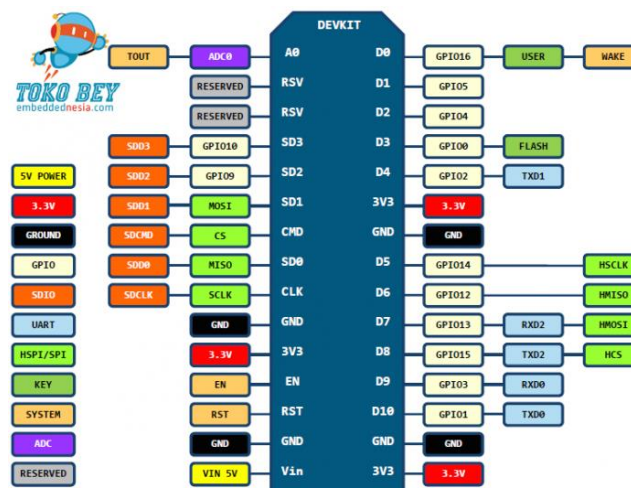 DEVKIT
TOUT ADC0 A0 D0 GPIO16 USER WAKE
RESERVED RSV D1 GPIO5
TOKO BEY
embeddednesia.com
RESERVED RSV D2 GPIO4
SDD3 GPIO10 SD3 D3 GPIO0 FLASH
5V POWER SDD2 GPIO9 SD2 D4 GPIO2 TXD1
3.3V SDD1 MOSI SD1 3V3 3.3V
GROUND SDCMD CS CMD GND GND
GPIO SDD0 MISO SD0 D5 GPIO14 HSCLK
SDIO SDCLK SCLK CLK D6 GPIO12 HMISO
UART GND GND D7 GPIO13 RXD2 HMOSI
HSPI/SPI 3.3V 3V3 D8 GPIO15 TXD2 HCS
KEY EN EN D9 GPIO3 RXD0
SYSTEM RST RST D10 GPIO1 TXD0
ADC GND GND GND GND
RESERVED VIN 5V Vin 3V3 3.3V